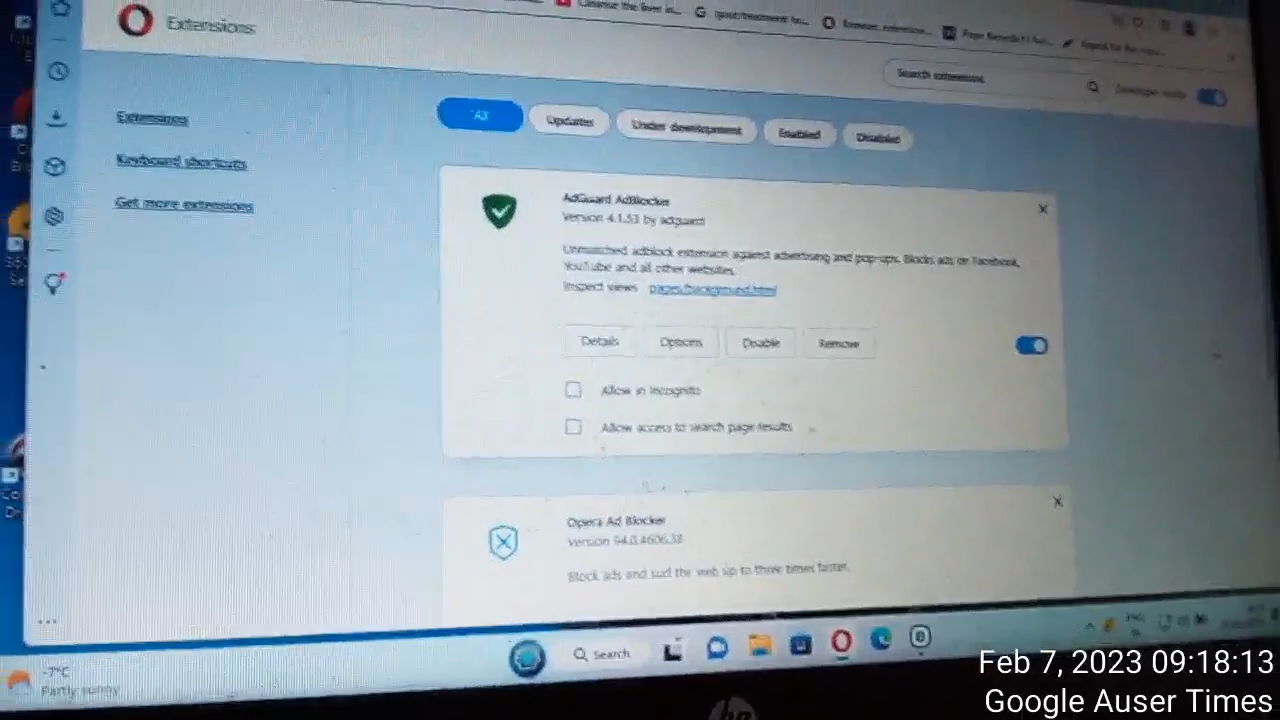 Extensions
Search extensions
Developer mode
Extensions
Keyboard shortcuts
Get more extensions
All
Updates
Under development
Enabled
Disabled
AdGuard AdBlocker
Version 4.1.53 by adguard
Unmatched adblock extension against advertising and pop-ups. Blocks ads on Facebook,
YouTube and all other websites.
Inspect views pages/background.html
Details
Options
Disable
Remove
Allow in Incognito
Allow access to search page results
Opera Ad Blocker
Version 94.0.4606.38
Block ads and surf the web up to three times faster.
-7°C
Partly sunny
Search
hp
Feb 7, 2023 09:18:13
Google Auser Times